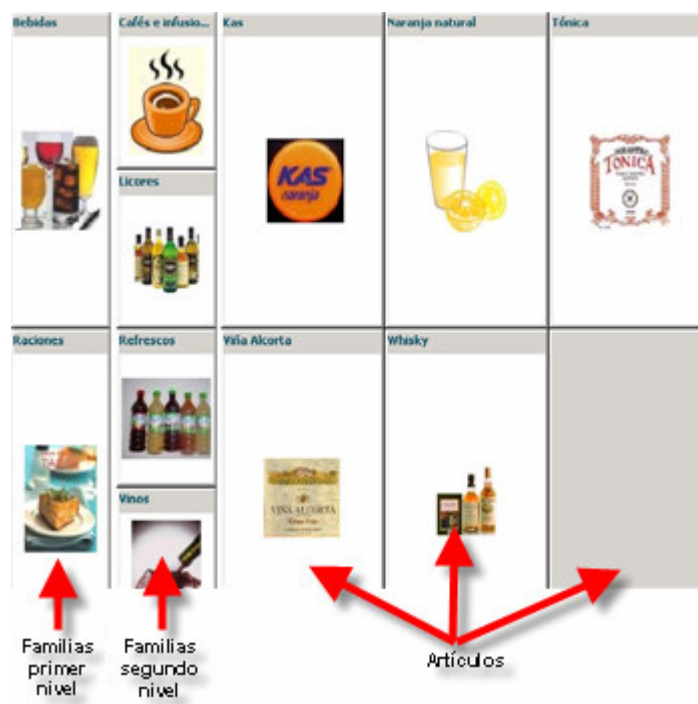 Bebidas
Cafés e infusio...
Kas
Naranja natural
Tónica
KAS
naranja
TONICA
Licores
Raciones
Refrescos
Viña Alcorta
Whisky
VIÑA ALCORTA
Vinos
Familias
primer
nivel
Familias
segundo
nivel
Artículos